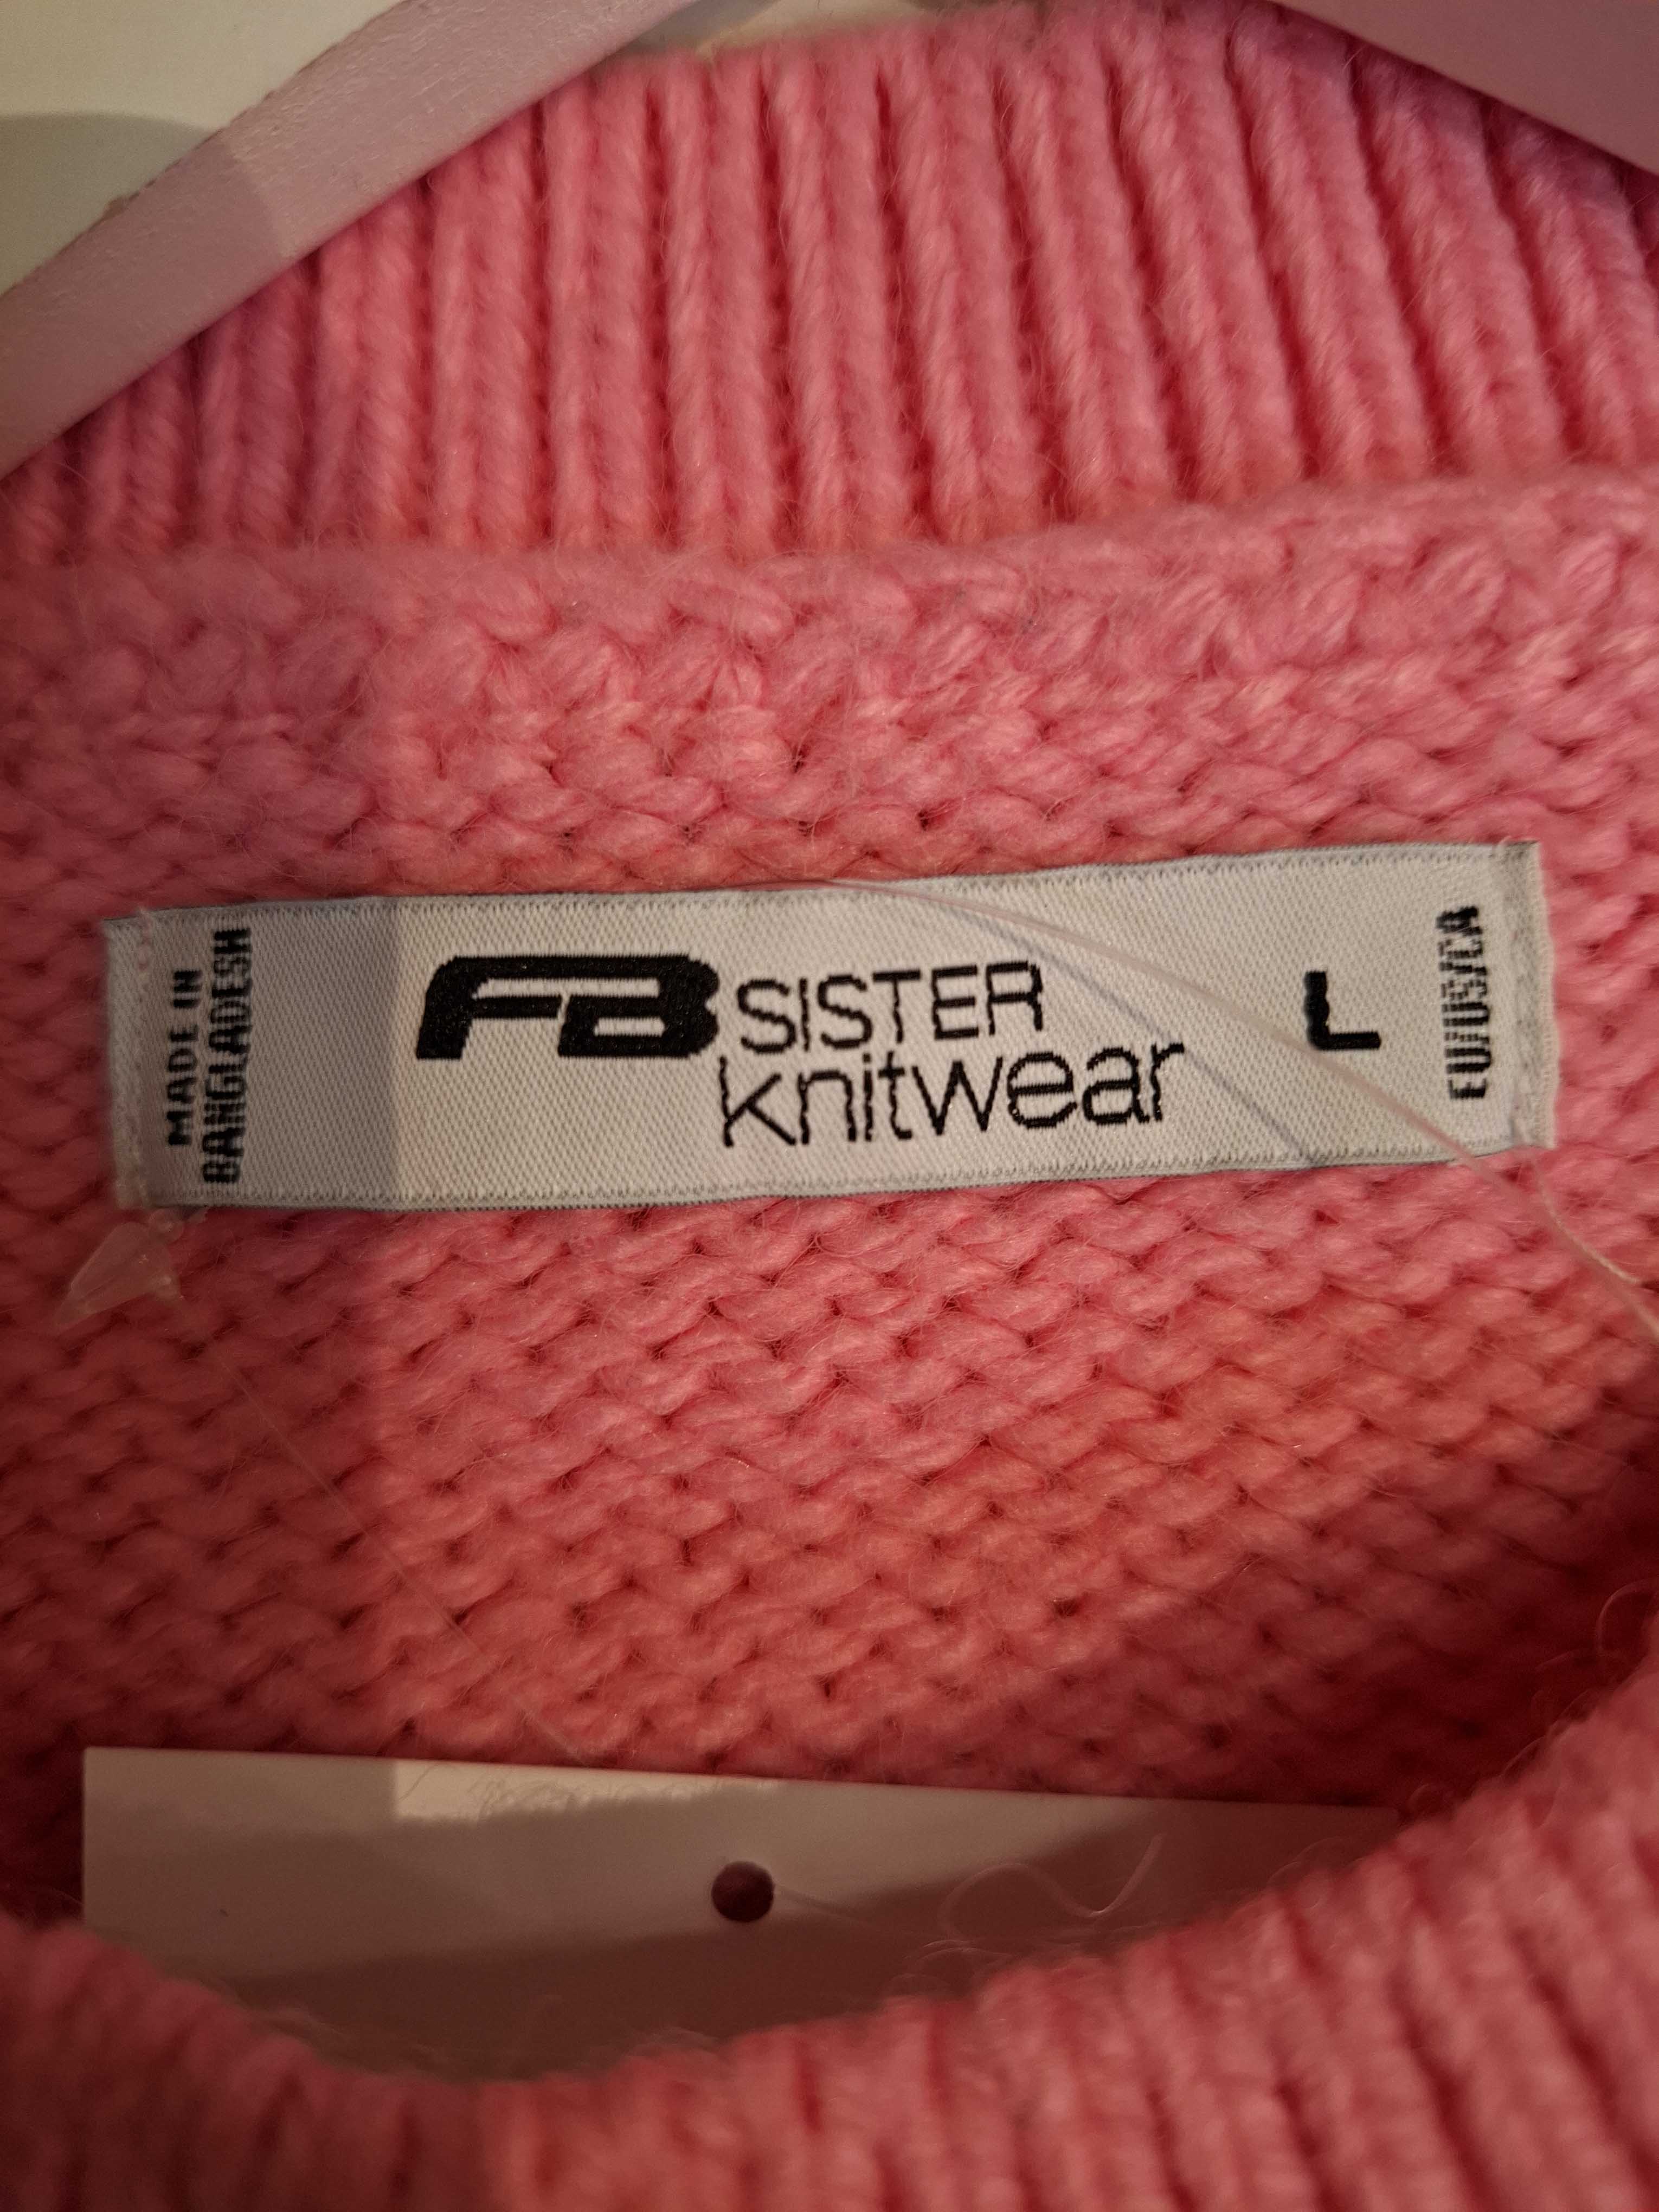 MADE IN
BANGLADESH
FB SISTER
knitwear
L
EU/US/CA